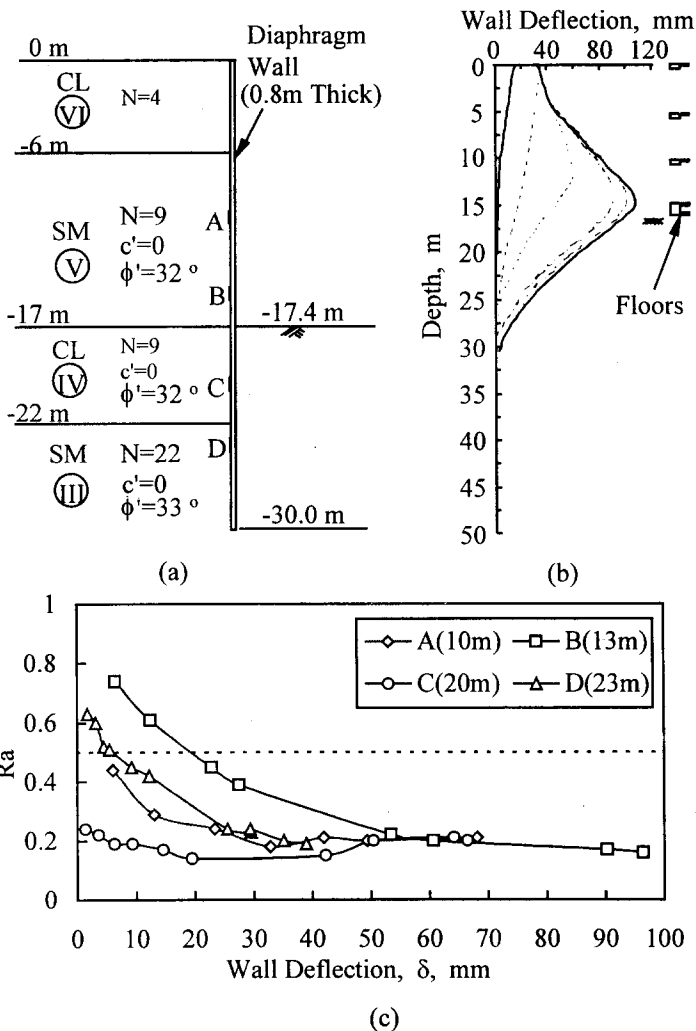 0 m
Diaphragm
Wall
(0.8m Thick)
CL
VI
N=4
-6 m
A
SM
V
N=9
c'=0
ϕ'=32 °
B
-17 m
-17.4 m
CL
IV
N=9
c'=0
ϕ'=32 °
C
-22 m
D
SM
III
N=22
c'=0
ϕ'=33 °
-30.0 m
(a)
Wall Deflection, mm
0 40 80 120
0
5
10
15
20
25
30
35
40
45
50
Depth, m
Floors
(b)
1
0.8
0.6
0.4
0.2
0
Ra
A(10m) B(13m)
C(20m) D(23m)
0 10 20 30 40 50 60 70 80 90 100
Wall Deflection, δ, mm
(c)